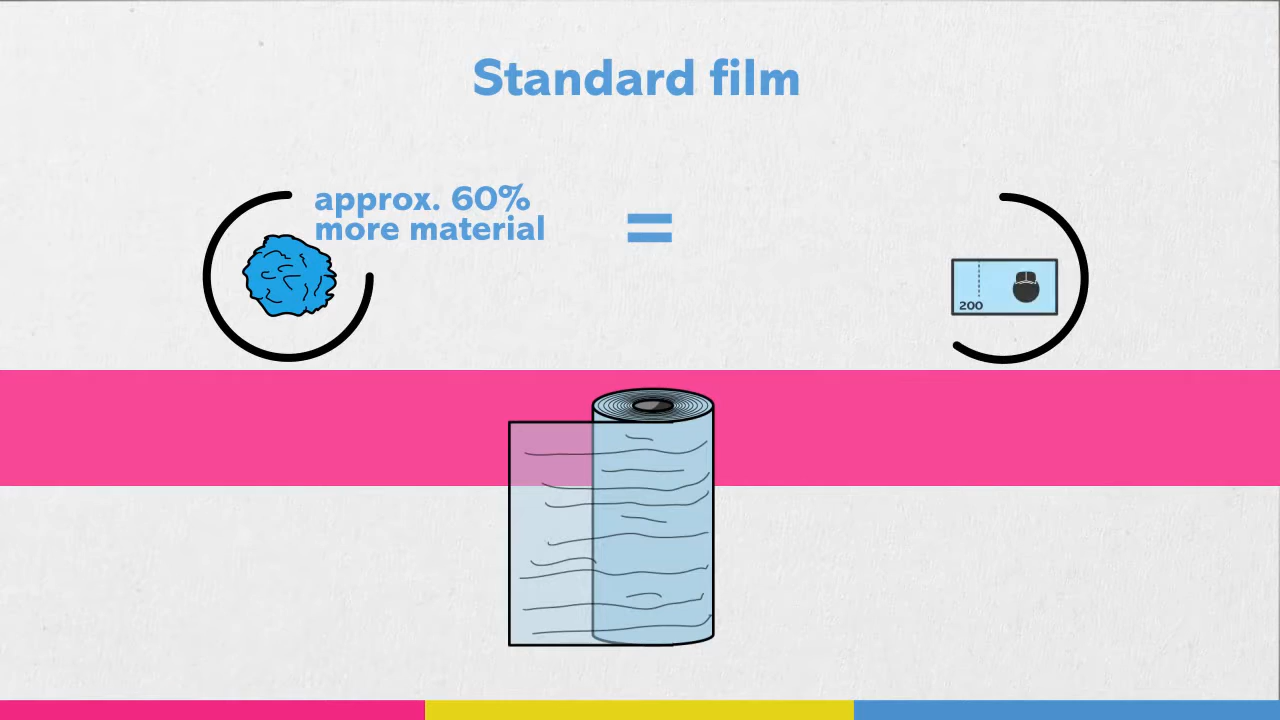 Standard film
approx. 60%
more material
=
200